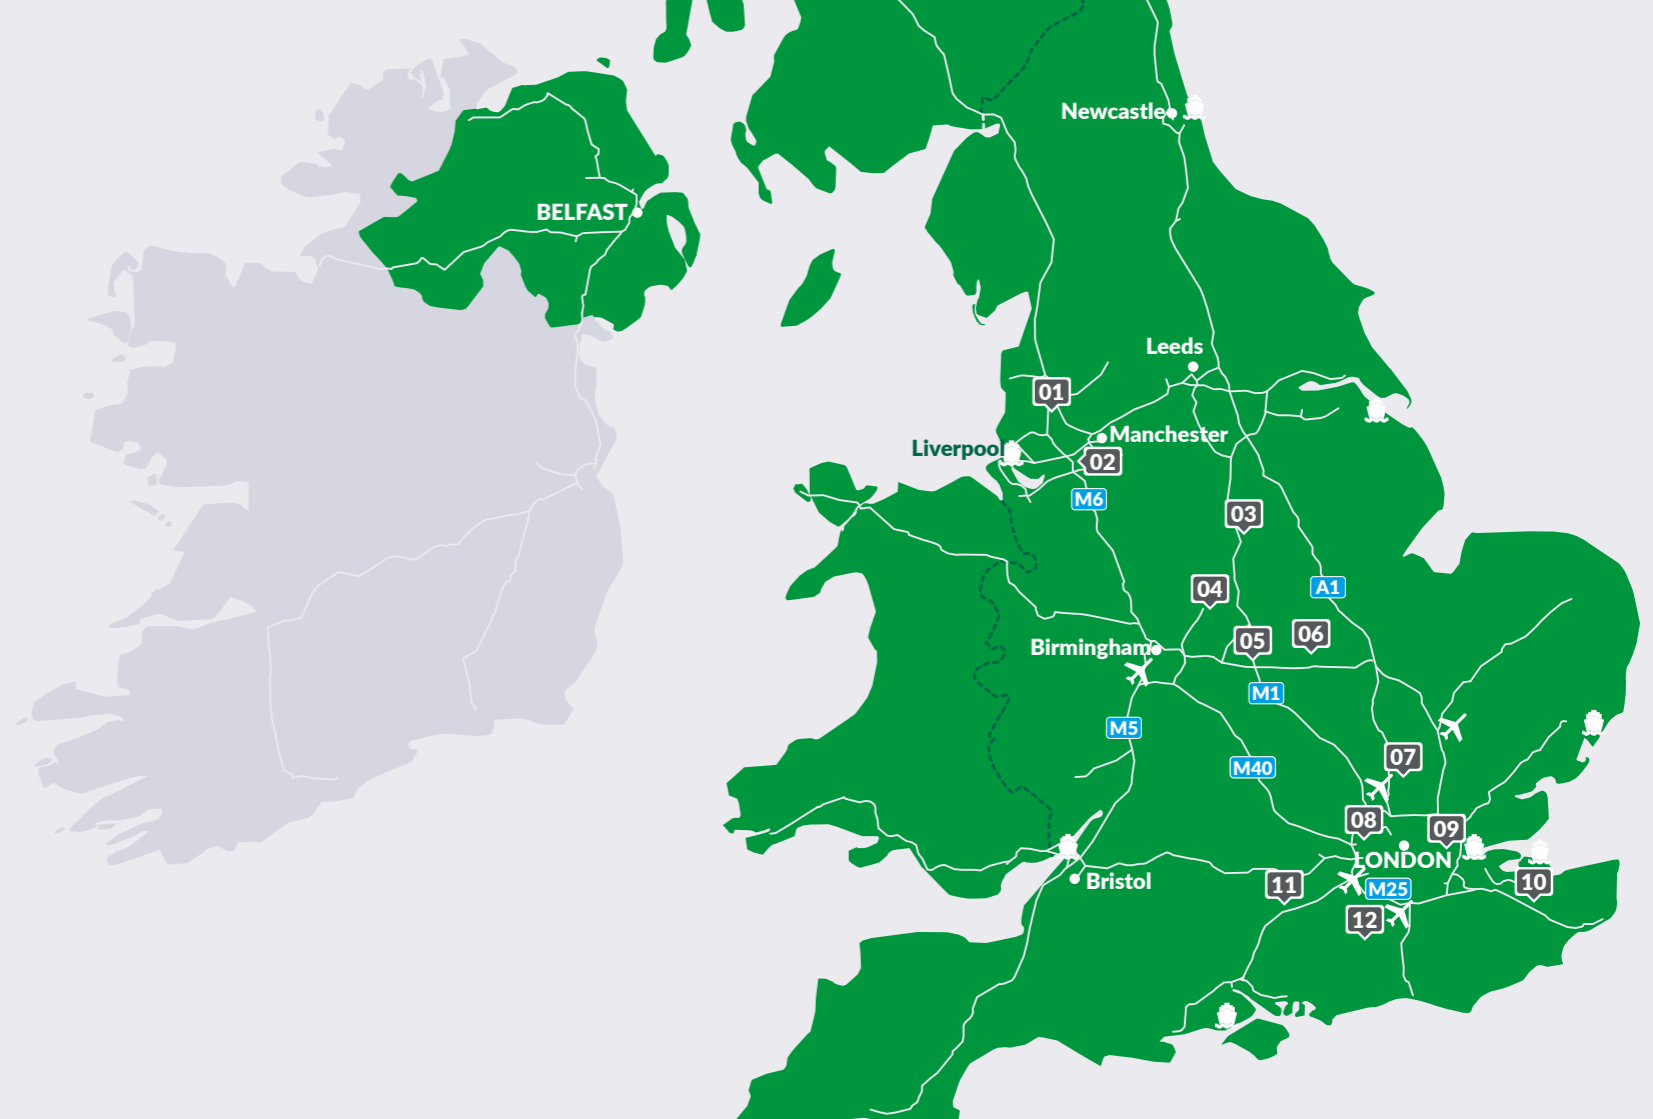 Newcastle
BELFAST
Leeds
01
Manchester
Liverpool
02
M6
03
04
A1
05
06
Birmingham
M1
M5
07
M40
08
09
LONDON
Bristol
11
M25
10
12